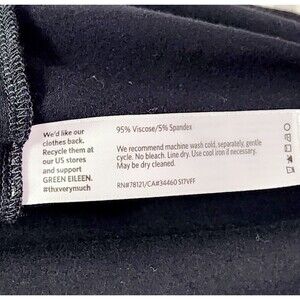 We'd like our
clothes back.
Recycle them at
our US stores
and support
GREEN EILEEN.
#thxverymuch
95% Viscose/5% Spandex
We recommend machine wash cold, separately, gentle
cycle. No bleach. Line dry. Use cool iron if necessary.
May be dry cleaned.
RN#78121/CA#34460 S17VFF